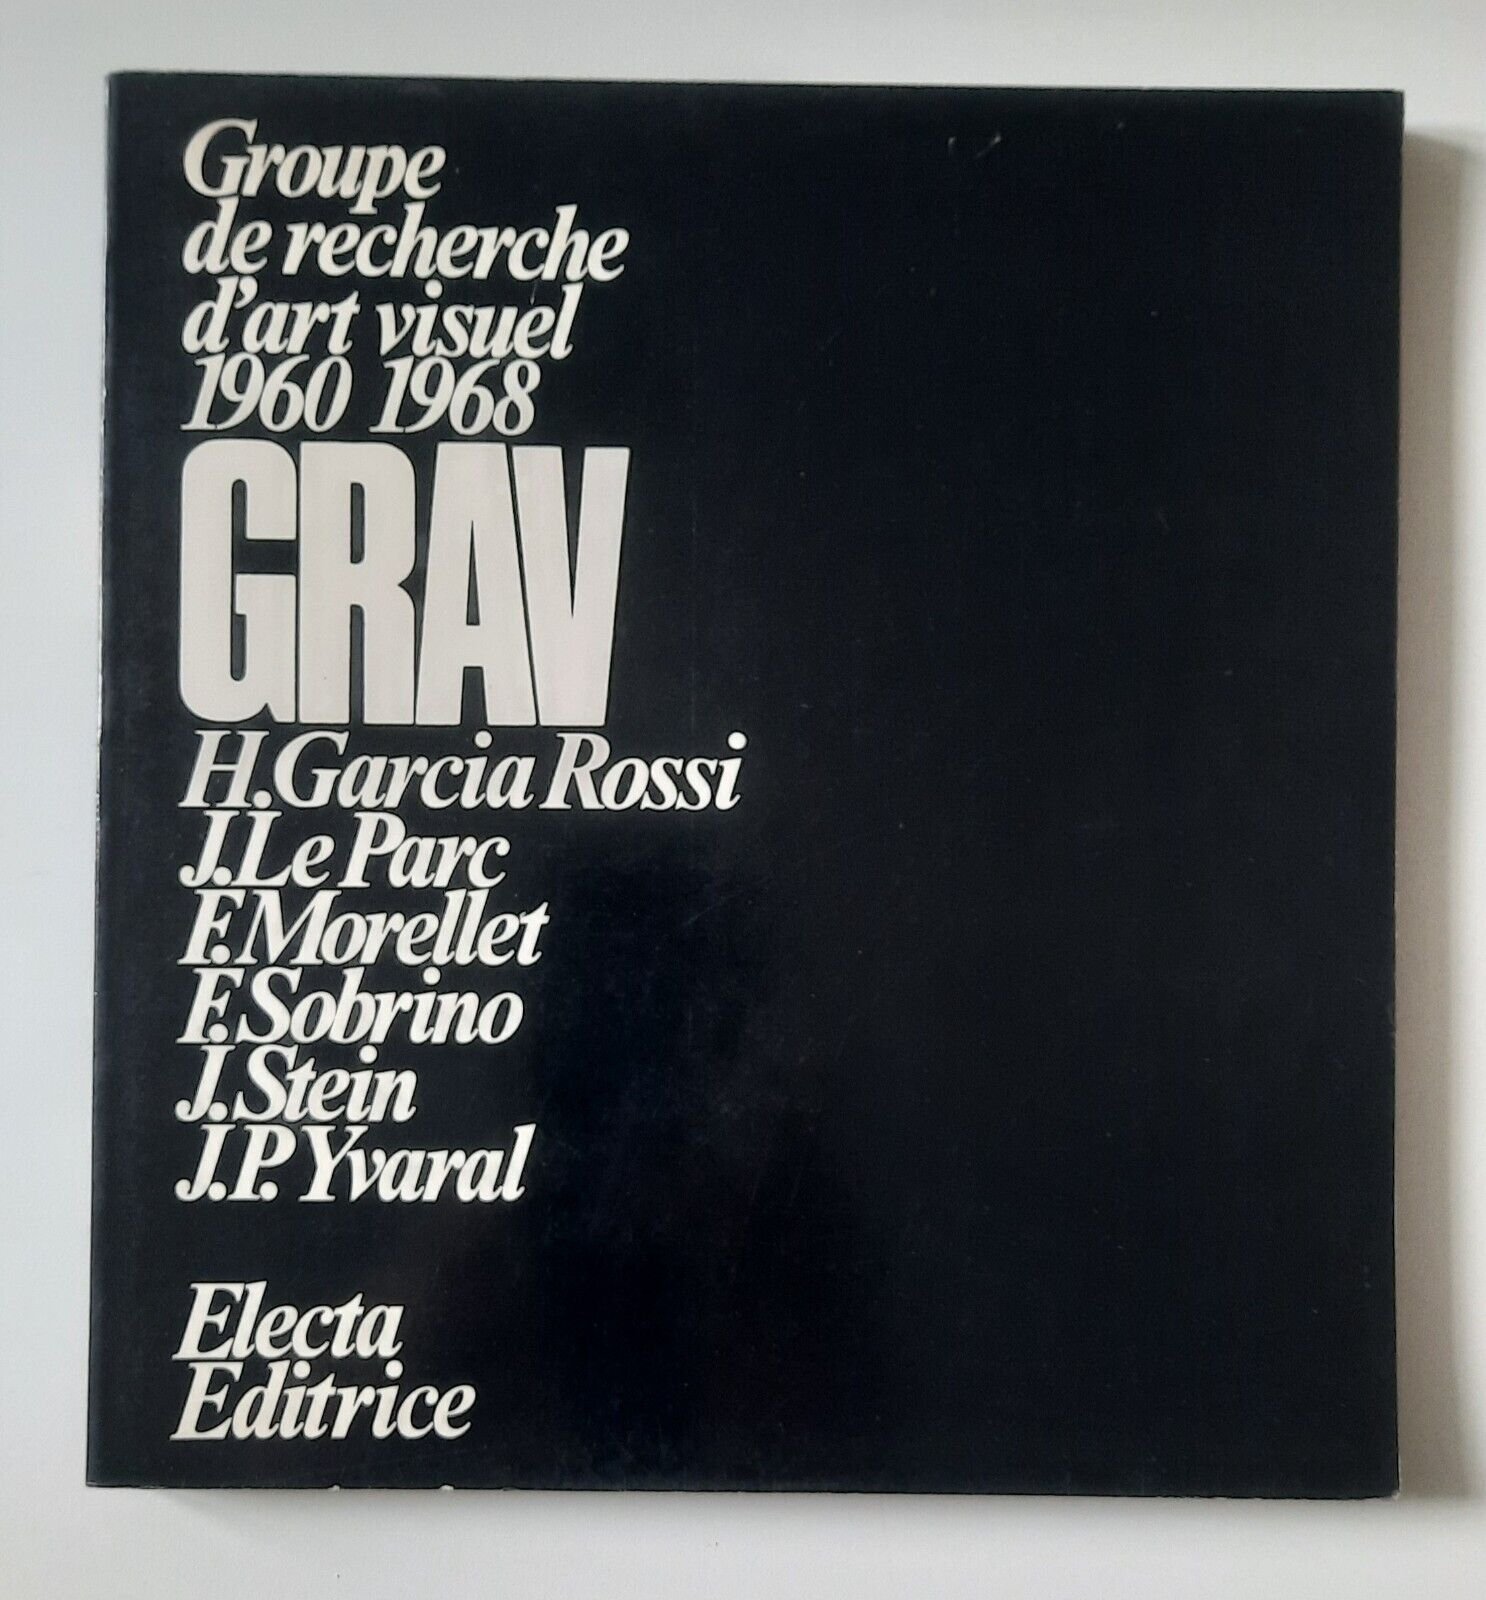 Groupe
de recherche
d'art visuel
1960 1968
GRAV
H. Garcia Rossi
J. Le Parc
F. Morellet
F. Sobrino
J. Stein
J.P. Yvaral
Electa
Editrice